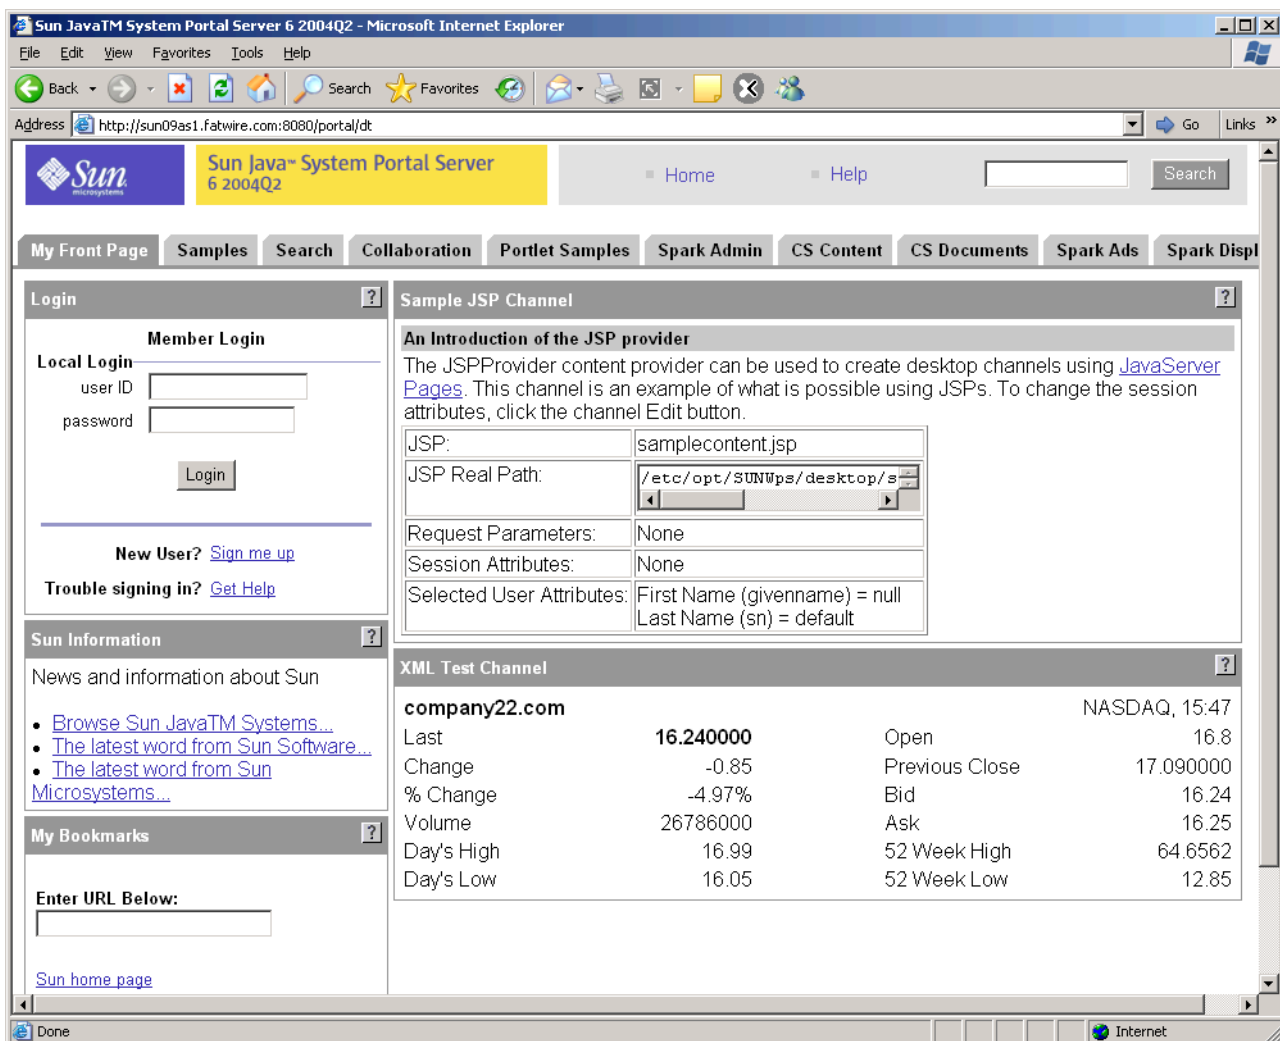 Sun JavaTM System Portal Server 6 2004Q2 - Microsoft Internet Explorer
File Edit View Favorites Tools Help
Back Search Favorites
Address http://sun09as1.fatwire.com:8080/portal/dt Go Links »
Sun microsystems
Sun Java™ System Portal Server
6 2004Q2
Home Help Search
My Front Page Samples Search Collaboration Portlet Samples Spark Admin CS Content CS Documents Spark Ads Spark Displ
Login ?
Member Login
Local Login
user ID
password
Login
New User? Sign me up
Trouble signing in? Get Help
Sun Information ?
News and information about Sun
• Browse Sun JavaTM Systems...
• The latest word from Sun Software...
• The latest word from Sun
Microsystems...
My Bookmarks ?
Enter URL Below:
Sun home page
Sample JSP Channel ?
An Introduction of the JSP provider
The JSPProvider content provider can be used to create desktop channels using JavaServer
Pages. This channel is an example of what is possible using JSPs. To change the session
attributes, click the channel Edit button.
JSP: samplecontent.jsp
JSP Real Path: /etc/opt/SUNWps/desktop/s
Request Parameters: None
Session Attributes: None
Selected User Attributes: First Name (givenname) = null
Last Name (sn) = default
XML Test Channel ?
company22.com NASDAQ, 15:47
Last 16.240000 Open 16.8
Change -0.85 Previous Close 17.090000
% Change -4.97% Bid 16.24
Volume 26786000 Ask 16.25
Day's High 16.99 52 Week High 64.6562
Day's Low 16.05 52 Week Low 12.85
Done Internet